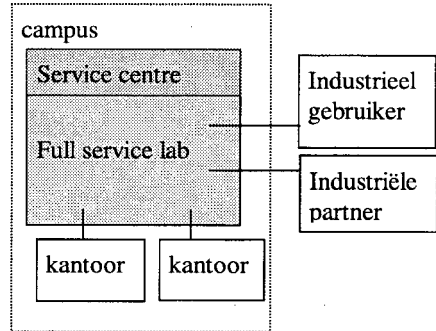 campus
Service centre
Full service lab
Industrieel
gebruiker
Industriële
partner
kantoor
kantoor